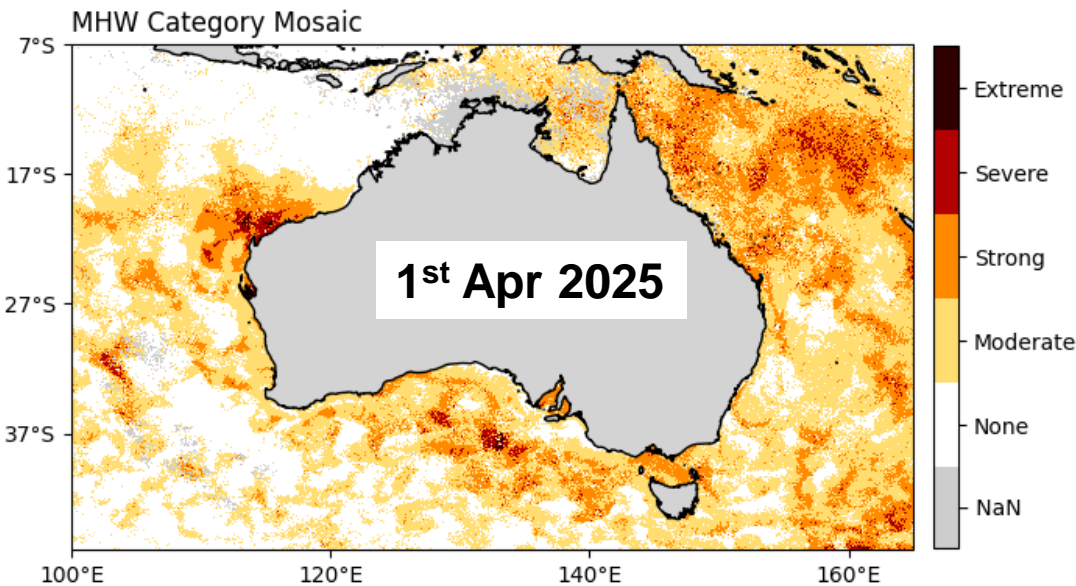 MHW Category Mosaic
7°S
17°S
27°S
37°S
100°E
120°E
140°E
160°E
1st Apr 2025
Extreme
Severe
Strong
Moderate
None
NaN